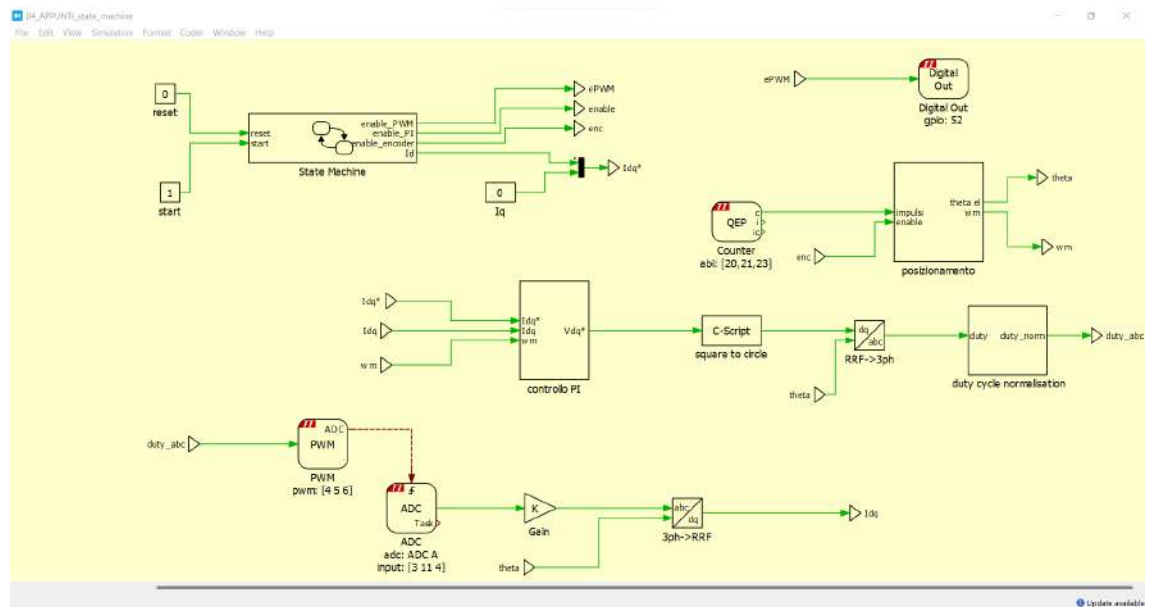 04_APPUNTI_state_machine
File Edit View Simulation Format Coder Window Help
0
reset
1
start
reset
start
enable_PWM
enable_PI
enable_encoder
Id
State Machine
ePWM
enable
enc
0
Iq
Idq*
ePWM
Digital
Out
Digital Out
gpio: 52
QEP
c
i
ic
Counter
abi: [20,21,23]
enc
impulsi
enable
theta el
wm
posizionamento
theta
wm
Idq*
Idq
wm
Idq*
Idq
wm
Vdq*
controllo PI
C-Script
square to circle
dq
abc
RRF->3ph
theta
duty
duty_norm
duty cycle normalisation
duty_abc
duty_abc
ADC
PWM
PWM
pwm: [4 5 6]
ADC
Task
ADC
adc: ADC A
input: [3 11 4]
K
Gain
theta
abc
dq
3ph->RRF
Idq
Update available